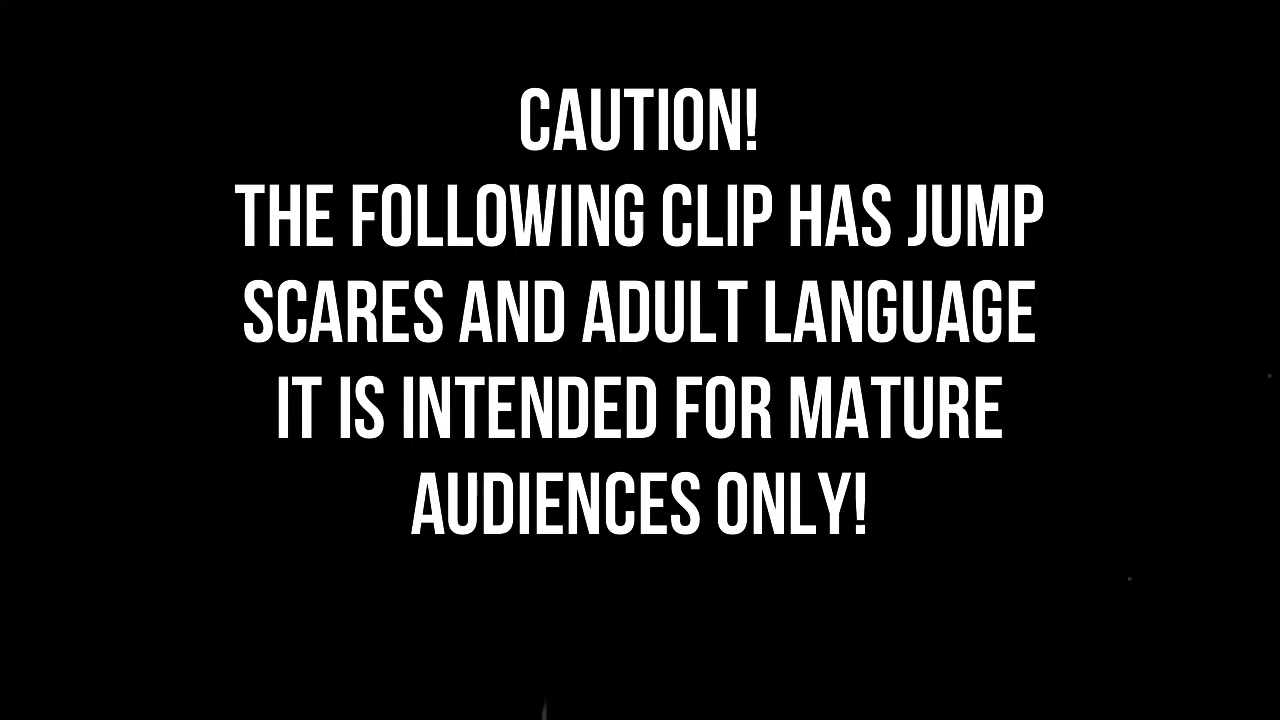 CAUTION!
THE FOLLOWING CLIP HAS JUMP
SCARES AND ADULT LANGUAGE
IT IS INTENDED FOR MATURE
AUDIENCES ONLY!